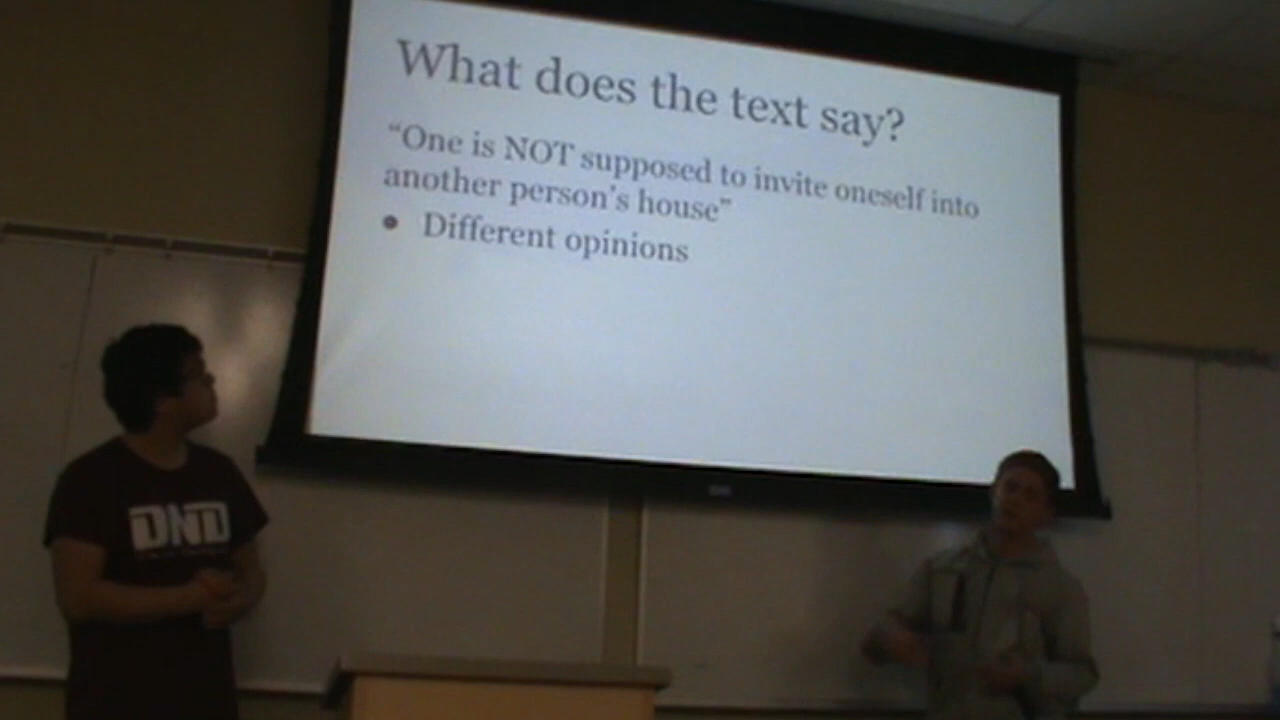 What does the text say?
“One is NOT supposed to invite oneself into
another person's house”
● Different opinions
DND